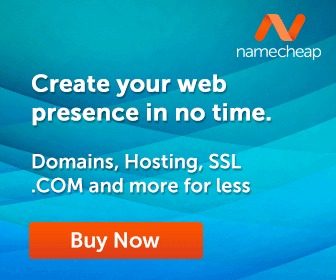 namecheap
Create your web
presence in no time.
Domains, Hosting, SSL
.COM and more for less
Buy Now